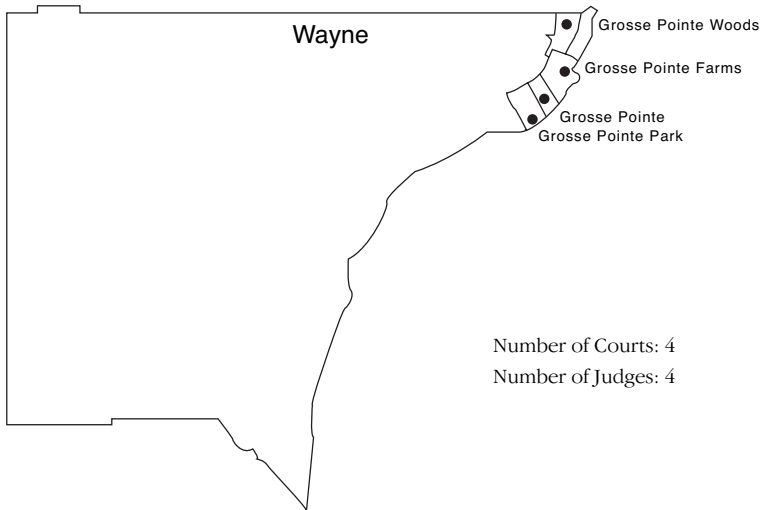 Wayne
Grosse Pointe Woods
Grosse Pointe Farms
Grosse Pointe
Grosse Pointe Park
Number of Courts: 4
Number of Judges: 4